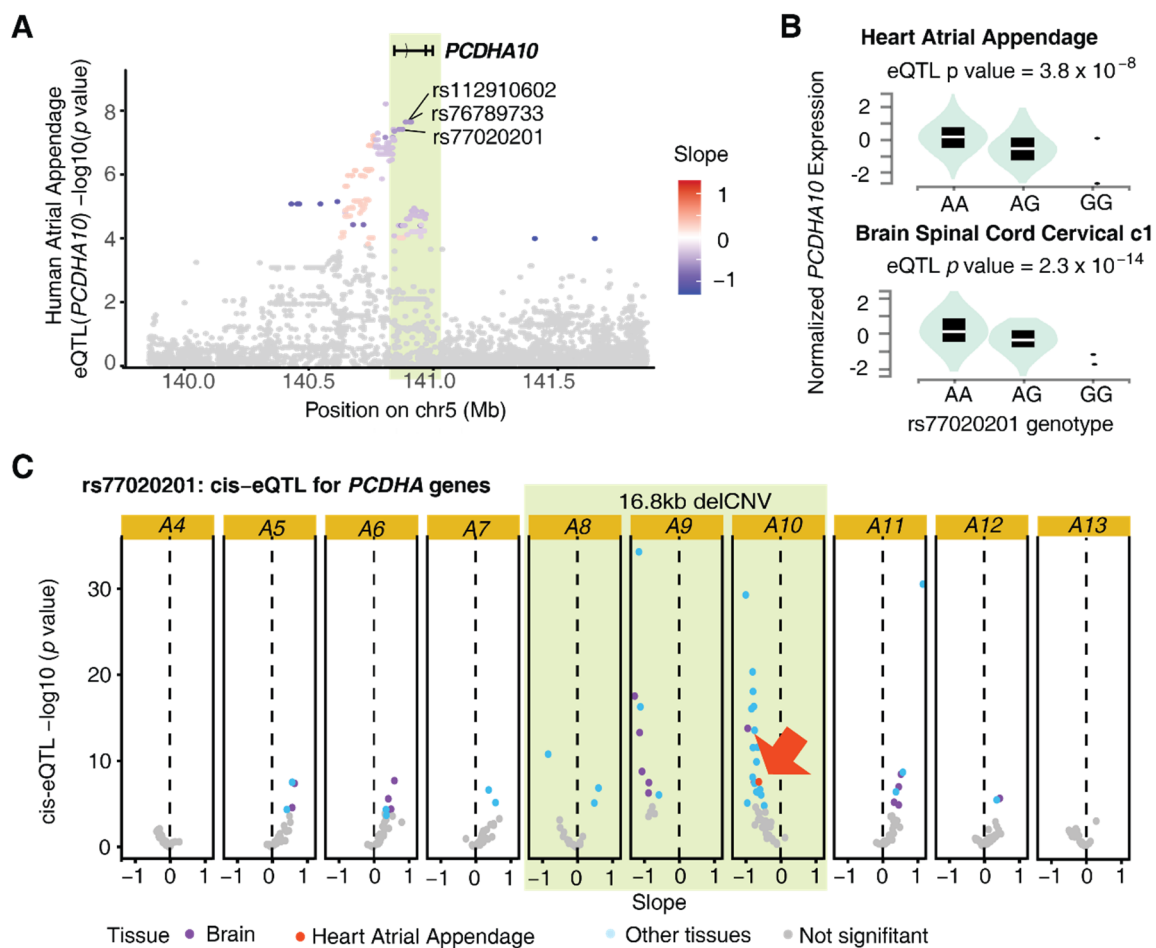 A
PCDHA10
rs112910602
rs76789733
rs77020201
Human Atrial Appendage
eQTL(PCDHA10) −log10(p value)
8
6
4
2
0
140.0 140.5 141.0 141.5
Position on chr5 (Mb)
Slope
1
0
−1
B
Heart Atrial Appendage
eQTL p value = 3.8 x 10−8
2
0
-2
AA AG GG
Brain Spinal Cord Cervical c1
eQTL p value = 2.3 x 10−14
2
0
-2
AA AG GG
rs77020201 genotype
Normalized PCDHA10 Expression
C
rs77020201: cis−eQTL for PCDHA genes
16.8kb delCNV
A4 A5 A6 A7 A8 A9 A10 A11 A12 A13
cis-eQTL −log10 (p value)
30
20
10
0
−1 0 1 −1 0 1 −1 0 1 −1 0 1 −1 0 1 −1 0 1 −1 0 1 −1 0 1 −1 0 1 −1 0 1
Slope
Tissue Brain Heart Atrial Appendage Other tissues Not signifitant